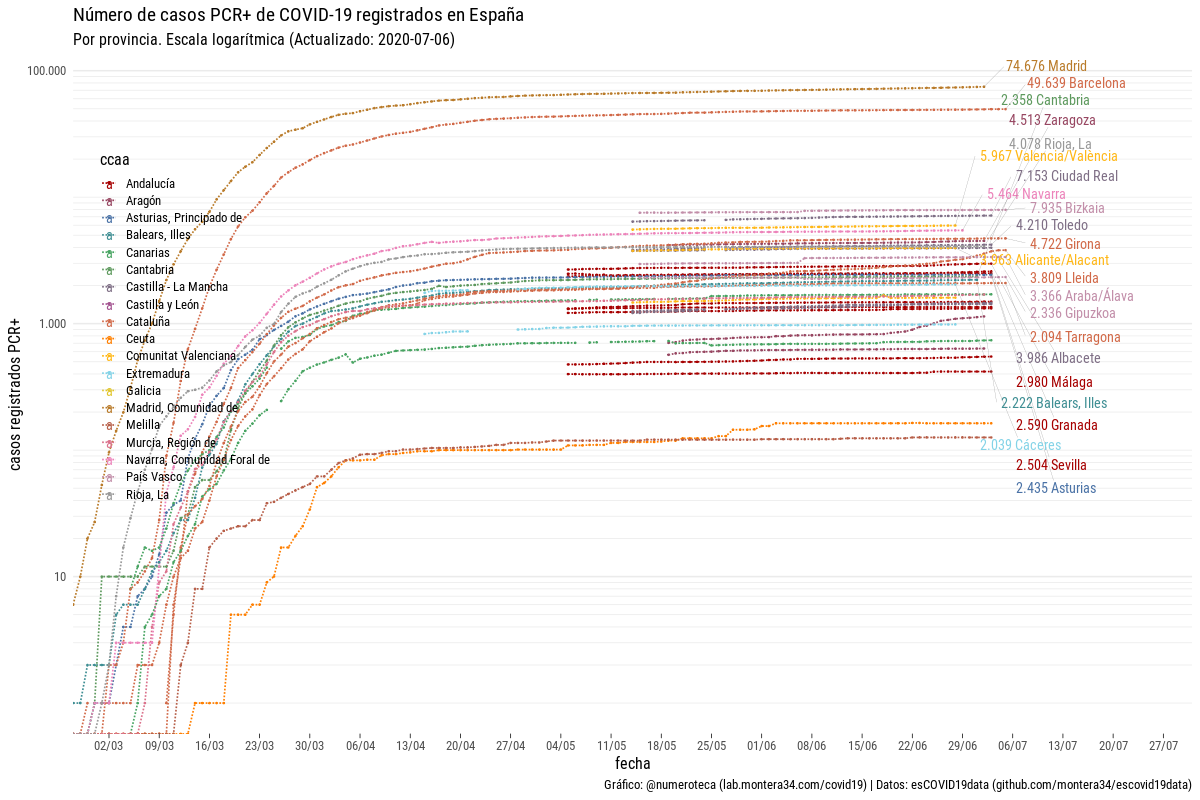 Número de casos PCR+ de COVID-19 registrados en España
Por provincia. Escala logarítmica (Actualizado: 2020-07-06)
100.000
1.000
10
casos registrados PCR+
ccaa
Andalucía
Aragón
Asturias, Principado de
Balears, Illes
Canarias
Cantabria
Castilla - La Mancha
Castilla y León
Cataluña
Ceuta
Comunitat Valenciana
Extremadura
Galicia
Madrid, Comunidad de
Melilla
Murcia, Región de
Navarra, Comunidad Foral de
País Vasco
Rioja, La
74.676 Madrid
49.639 Barcelona
2.358 Cantabria
4.513 Zaragoza
4.078 Rioja, La
5.967 Valencia/València
7.153 Ciudad Real
5.464 Navarra
7.935 Bizkaia
4.210 Toledo
4.722 Girona
3.963 Alicante/Alacant
3.809 Lleida
3.366 Araba/Álava
2.336 Gipuzkoa
2.094 Tarragona
3.986 Albacete
2.980 Málaga
2.222 Balears, Illes
2.590 Granada
2.039 Cáceres
2.504 Sevilla
2.435 Asturias
02/03 09/03 16/03 23/03 30/03 06/04 13/04 20/04 27/04 04/05 11/05 18/05 25/05 01/06 08/06 15/06 22/06 29/06 06/07 13/07 20/07 27/07
fecha
Gráfico: @numeroteca (lab.montera34.com/covid19) | Datos: esCOVID19data (github.com/montera34/escovid19data)